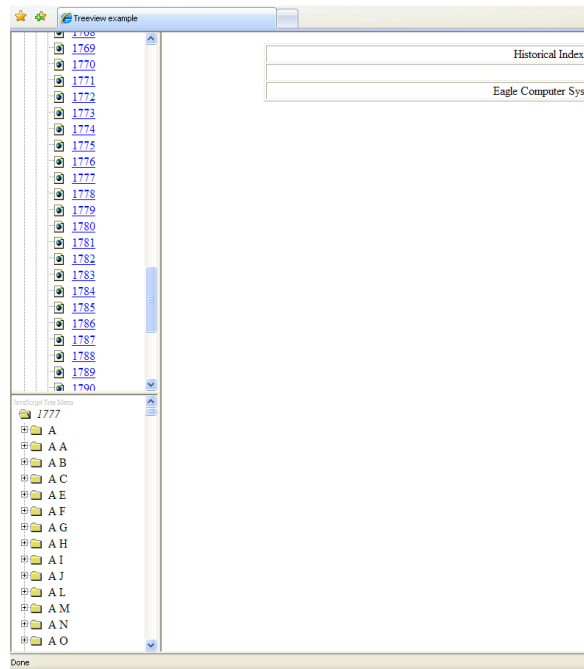 Treeview example
1768
1769
1770
1771
1772
1773
1774
1775
1776
1777
1778
1779
1780
1781
1782
1783
1784
1785
1786
1787
1788
1789
1790
JavaScript Tree Menu
1777
A
A A
A B
A C
A E
A F
A G
A H
A I
A J
A L
A M
A N
A O
Historical Index
Eagle Computer Sys
Done